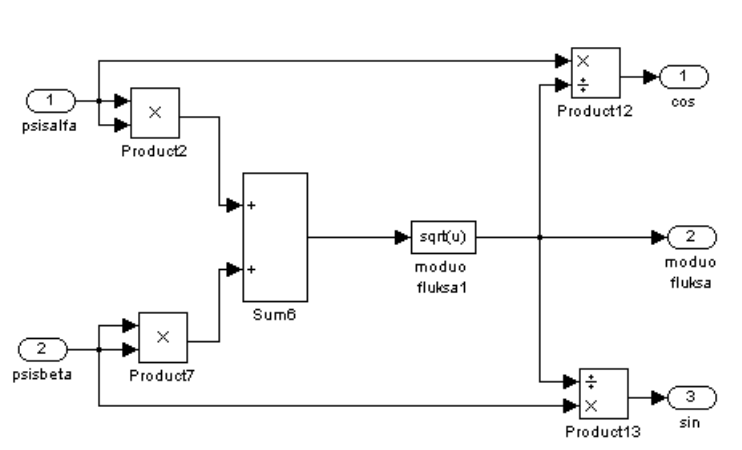 ×
÷
Product12
1
cos
1
psisalfa
×
Product2
+
+
Sum6
sqrt(u)
moduo
fluksa1
2
moduo
fluksa
2
psisbeta
×
Product7
÷
×
Product13
3
sin